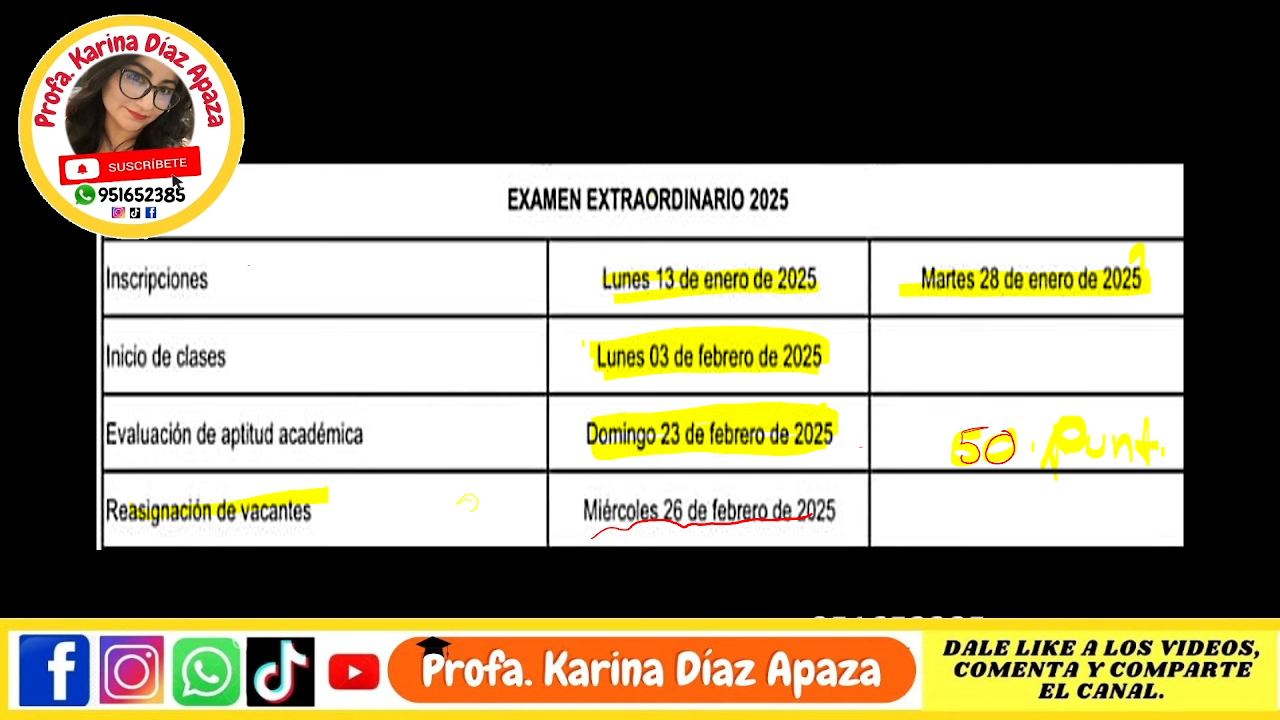 Profa. Karina Díaz Apaza
SUSCRÍBETE
951652385
EXAMEN EXTRAORDINARIO 2025
Inscripciones Lunes 13 de enero de 2025 Martes 28 de enero de 2025
Inicio de clases Lunes 03 de febrero de 2025
Evaluación de aptitud académica Domingo 23 de febrero de 2025 50 Punt.
Reasignación de vacantes Miércoles 26 de febrero de 2025
Profa. Karina Díaz Apaza
DALE LIKE A LOS VIDEOS,
COMENTA Y COMPARTE
EL CANAL.